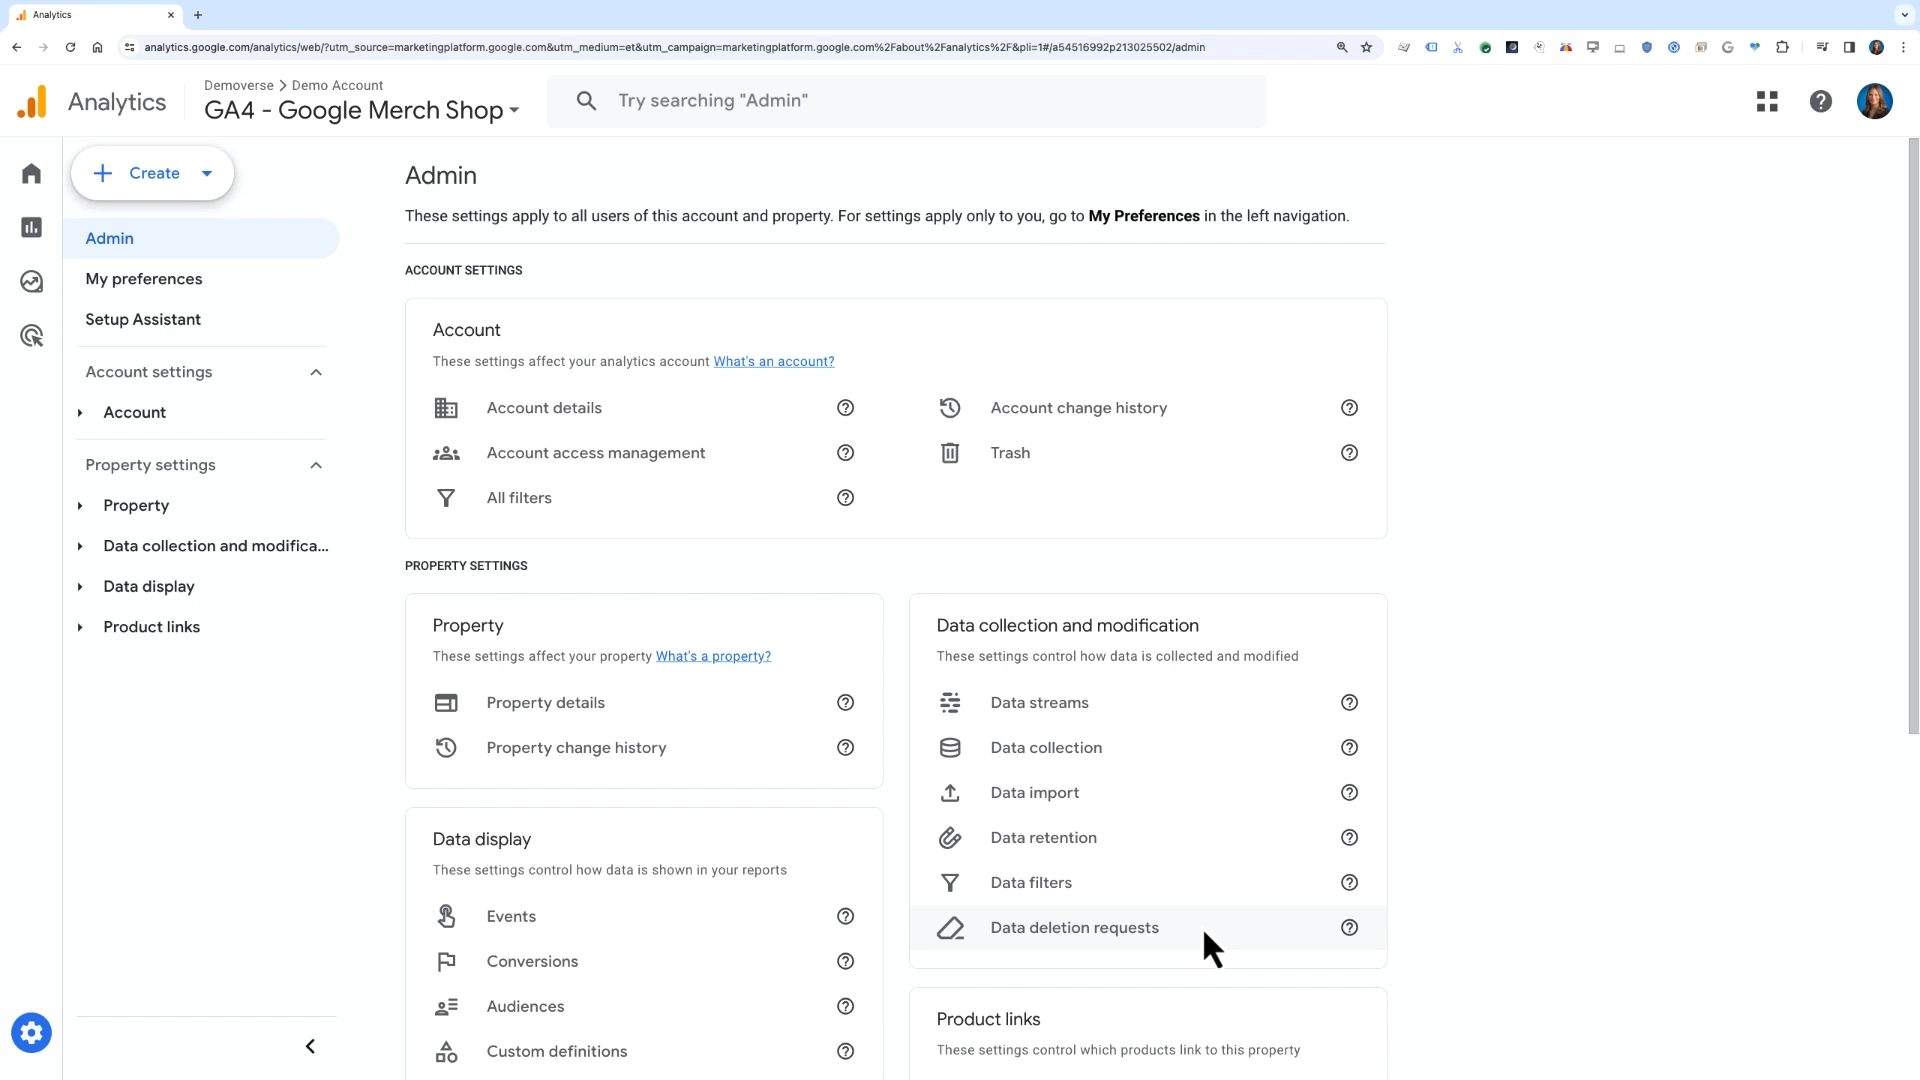 Analytics
analytics.google.com/analytics/web/?utm_source=marketingplatform.google.com&utm_medium=et&utm_campaign=marketingplatform.google.com%2Fabout%2Fanalytics%2F&pli=1#/a54516992p213025502/admin
Analytics
Demoverse > Demo Account
GA4 - Google Merch Shop
Try searching "Admin"
Create
Admin
My preferences
Setup Assistant
Account settings
Account
Property settings
Property
Data collection and modifica...
Data display
Product links
Admin
These settings apply to all users of this account and property. For settings apply only to you, go to My Preferences in the left navigation.
ACCOUNT SETTINGS
Account
These settings affect your analytics account What's an account?
Account details
Account access management
All filters
Account change history
Trash
PROPERTY SETTINGS
Property
These settings affect your property What's a property?
Property details
Property change history
Data display
These settings control how data is shown in your reports
Events
Conversions
Audiences
Custom definitions
Data collection and modification
These settings control how data is collected and modified
Data streams
Data collection
Data import
Data retention
Data filters
Data deletion requests
Product links
These settings control which products link to this property